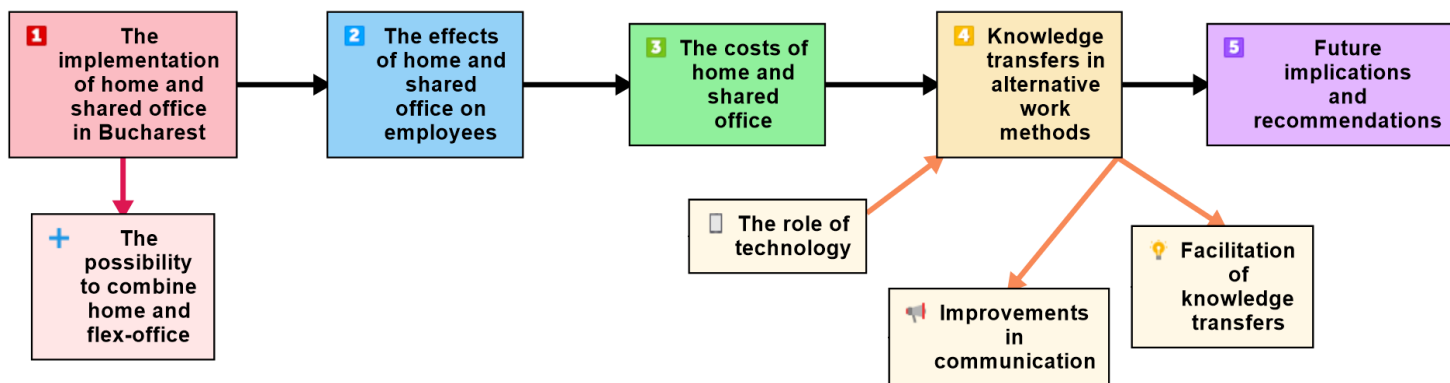 1 The
implementation
of home and
shared office
in Bucharest
2 The effects
of home and
shared
office on
employees
3 The costs of
home and
shared
office
4 Knowledge
transfers in
alternative
work
methods
5 Future
implications
and
recommendations
The
possibility
to combine
home and
flex-office
The role of
technology
Improvements
in
communication
Facilitation
of
knowledge
transfers